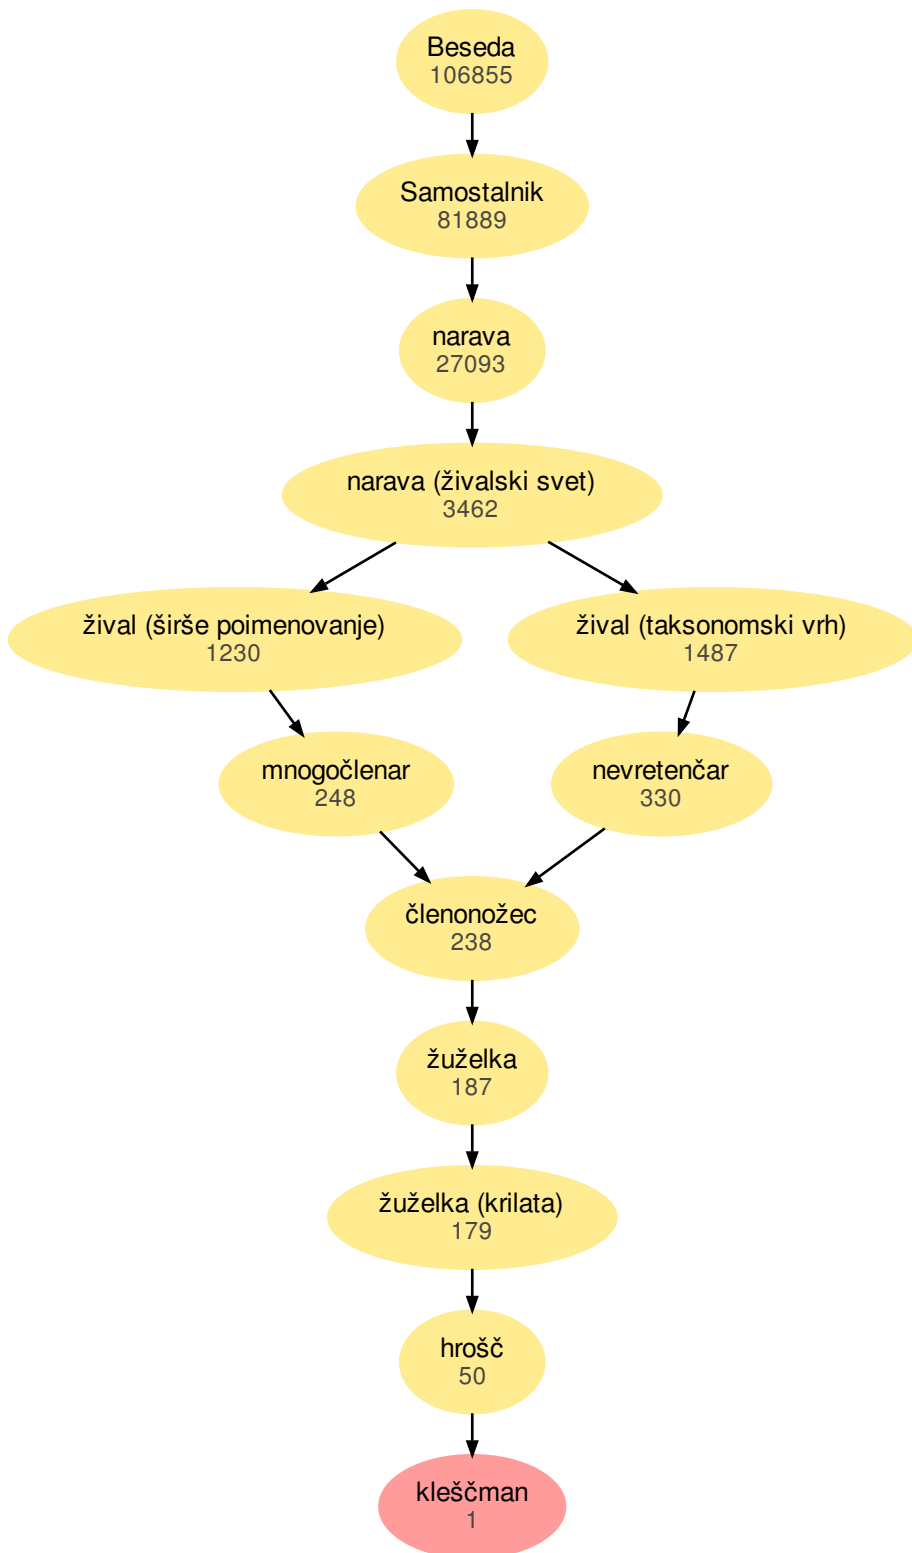 Beseda
106855
Samostalnik
81889
narava
27093
narava (živalski svet)
3462
žival (širše poimenovanje)
1230
žival (taksonomski vrh)
1487
mnogočlenar
248
nevretenčar
330
členonožec
238
žuželka
187
žuželka (krilata)
179
hrošč
50
kleščman
1